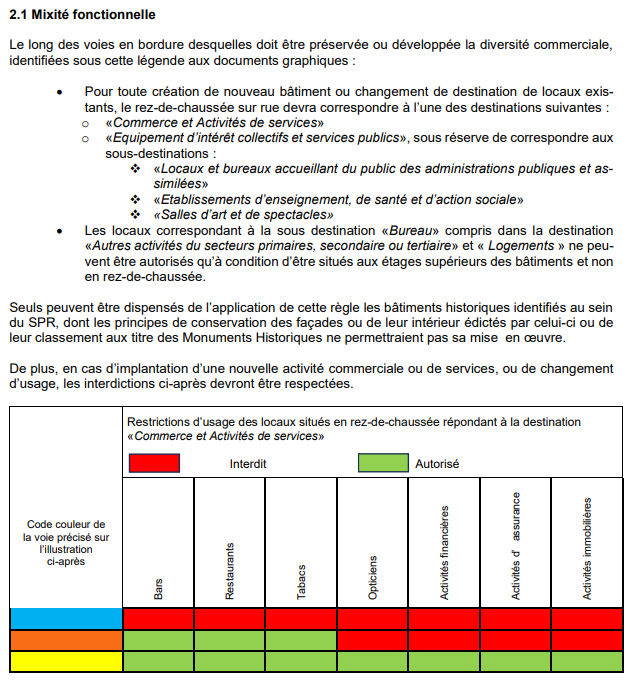 2.1 Mixité fonctionnelle
Le long des voies en bordure desquelles doit être préservée ou développée la diversité commerciale,
identifiées sous cette légende aux documents graphiques :
• Pour toute création de nouveau bâtiment ou changement de destination de locaux exis-
tants, le rez-de-chaussée sur rue devra correspondre à l'une des destinations suivantes :
o «Commerce et Activités de services»
o «Equipement d'intérêt collectifs et services publics», sous réserve de correspondre aux
sous-destinations :
❖ «Locaux et bureaux accueillant du public des administrations publiques et as-
similées»
❖ «Etablissements d'enseignement, de santé et d'action sociale»
❖ «Salles d'art et de spectacles»
• Les locaux correspondant à la sous destination «Bureau» compris dans la destination
«Autres activités du secteurs primaires, secondaire ou tertiaire» et « Logements » ne peu-
vent être autorisés qu'à condition d'être situés aux étages supérieurs des bâtiments et non
en rez-de-chaussée.
Seuls peuvent être dispensés de l'application de cette règle les bâtiments historiques identifiés au sein
du SPR, dont les principes de conservation des façades ou de leur intérieur édictés par celui-ci ou de
leur classement aux titre des Monuments Historiques ne permettraient pas sa mise en œuvre.
De plus, en cas d'implantation d'une nouvelle activité commerciale ou de services, ou de changement
d'usage, les interdictions ci-après devront être respectées.
Restrictions d'usage des locaux situés en rez-de-chaussée répondant à la destination
«Commerce et Activités de services»
Interdit
Autorisé
Code couleur de
la voie précisé sur
l'illustration
ci-après
Bars
Restaurants
Tabacs
Opticiens
Activités financières
Activités d' assurance
Activités immobilières